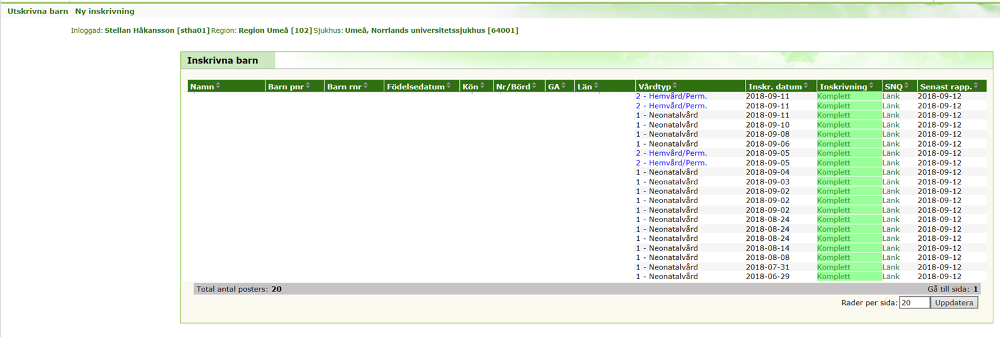 Utskrivna barn Ny inskrivning
Inloggad: Stellan Håkansson [stha01] Region: Region Umeå [102] Sjukhus: Umeå, Norrlands universitetssjukhus [64001]
Inskrivna barn
Namn Barn pnr Barn rnr Födelsedatum Kön Nr/Börd GA Län Vårdtyp Inskr. datum Inskrivning SNQ Senast rapp.
2 - Hemvård/Perm. 2018-09-11 Komplett Länk 2018-09-12
2 - Hemvård/Perm. 2018-09-11 Komplett Länk 2018-09-12
1 - Neonatalvård 2018-09-11 Komplett Länk 2018-09-12
1 - Neonatalvård 2018-09-10 Komplett Länk 2018-09-12
1 - Neonatalvård 2018-09-08 Komplett Länk 2018-09-12
1 - Neonatalvård 2018-09-06 Komplett Länk 2018-09-12
2 - Hemvård/Perm. 2018-09-05 Komplett Länk 2018-09-12
2 - Hemvård/Perm. 2018-09-05 Komplett Länk 2018-09-12
1 - Neonatalvård 2018-09-04 Komplett Länk 2018-09-12
1 - Neonatalvård 2018-09-03 Komplett Länk 2018-09-12
1 - Neonatalvård 2018-09-02 Komplett Länk 2018-09-12
1 - Neonatalvård 2018-09-02 Komplett Länk 2018-09-12
1 - Neonatalvård 2018-09-02 Komplett Länk 2018-09-12
1 - Neonatalvård 2018-08-24 Komplett Länk 2018-09-12
1 - Neonatalvård 2018-08-24 Komplett Länk 2018-09-12
1 - Neonatalvård 2018-08-24 Komplett Länk 2018-09-12
1 - Neonatalvård 2018-08-14 Komplett Länk 2018-09-12
1 - Neonatalvård 2018-08-08 Komplett Länk 2018-09-12
1 - Neonatalvård 2018-07-31 Komplett Länk 2018-09-12
1 - Neonatalvård 2018-06-29 Komplett Länk 2018-09-12
Total antal posters: 20 Gå till sida: 1
Rader per sida: 20 Uppdatera